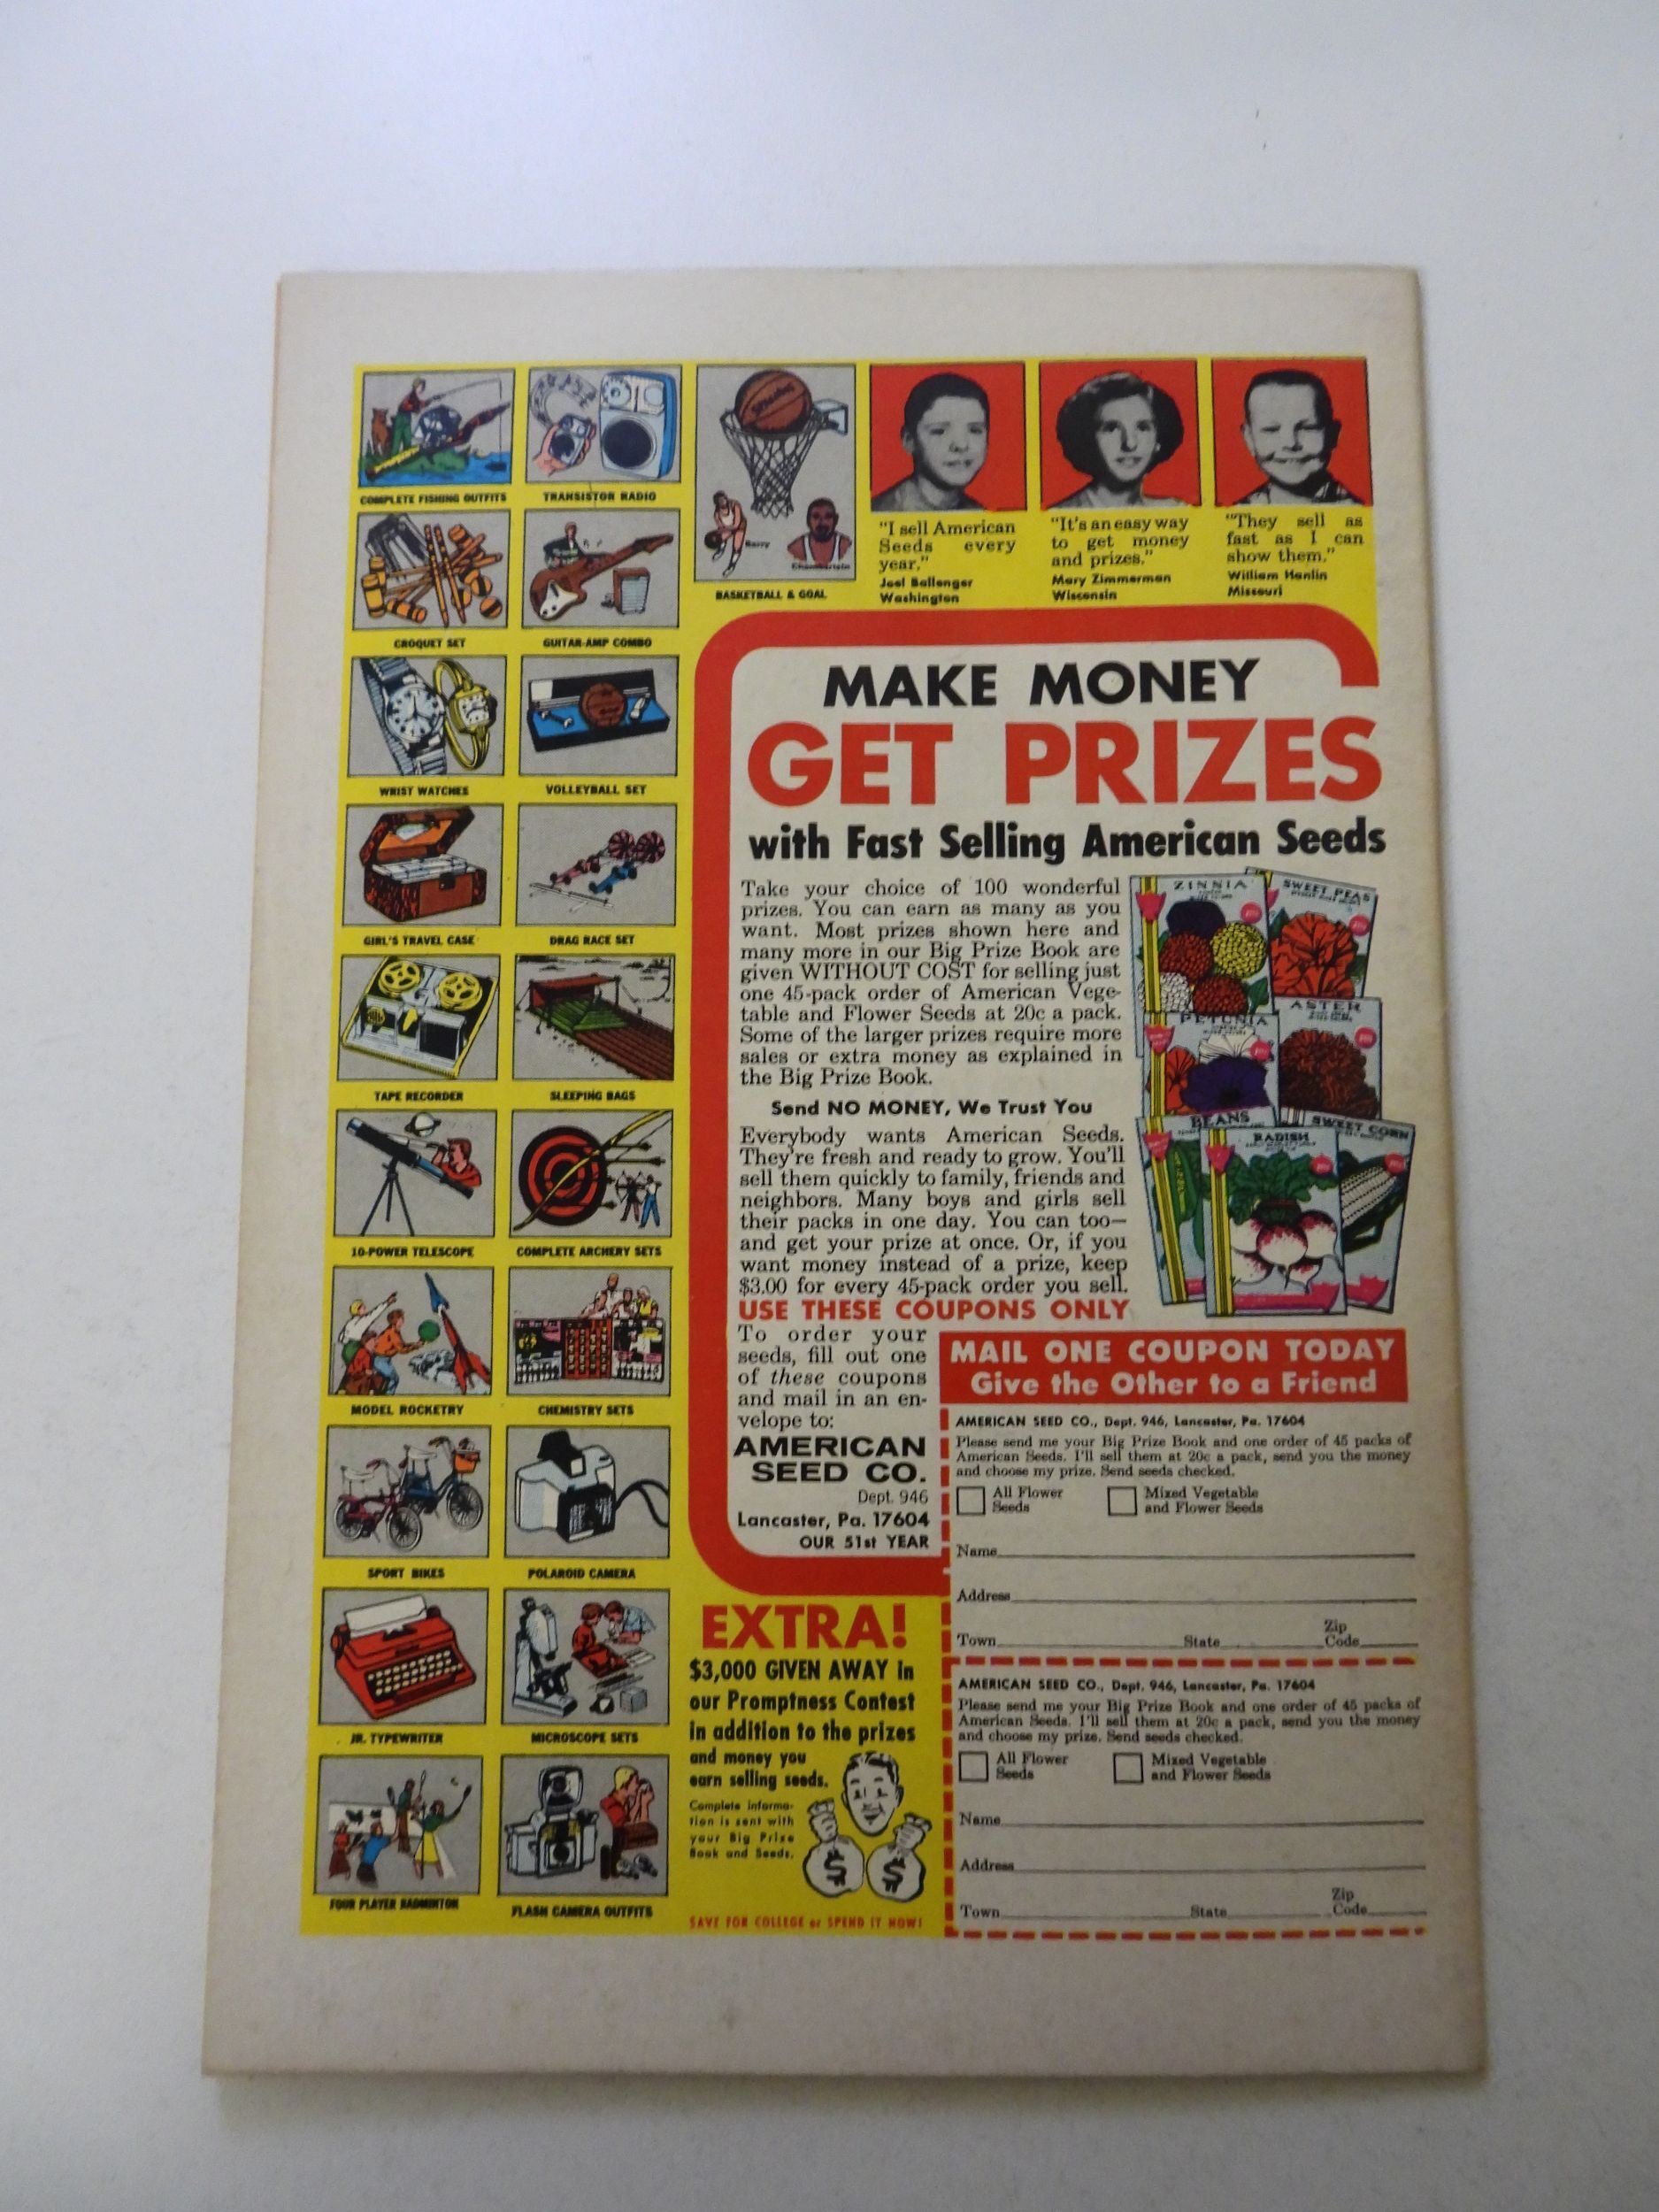 COMPLETE FISHING OUTFITS
TRANSISTOR RADIO
Spalding
Barry
Chamberlain
BASKETBALL & GOAL
"I sell American
Seeds every
year."
Joel Ballenger
Washington
"It's an easy way
to get money
and prizes."
Mary Zimmerman
Wisconsin
"They sell as
fast as I can
show them."
William Hanlin
Missouri
CROQUET SET
GUITAR-AMP COMBO
WRIST WATCHES
VOLLEYBALL SET
GIRL'S TRAVEL CASE
DRAG RACE SET
TAPE RECORDER
SLEEPING BAGS
10-POWER TELESCOPE
COMPLETE ARCHERY SETS
MODEL ROCKETRY
CHEMISTRY SETS
SPORT BIKES
POLAROID CAMERA
JR. TYPEWRITER
MICROSCOPE SETS
FOUR PLAYER BADMINTON
FLASH CAMERA OUTFITS
MAKE MONEY
GET PRIZES
with Fast Selling American Seeds
Take your choice of 100 wonderful
prizes. You can earn as many as you
want. Most prizes shown here and
many more in our Big Prize Book are
given WITHOUT COST for selling just
one 45-pack order of American Vege-
table and Flower Seeds at 20c a pack.
Some of the larger prizes require more
sales or extra money as explained in
the Big Prize Book.
Send NO MONEY, We Trust You
Everybody wants American Seeds.
They're fresh and ready to grow. You'll
sell them quickly to family, friends and
neighbors. Many boys and girls sell
their packs in one day. You can too—
and get your prize at once. Or, if you
want money instead of a prize, keep
$3.00 for every 45-pack order you sell.
ZINNIA
SWEET PEAS
PETUNIA
ASTER
BEANS
RADISH
SWEET CORN
USE THESE COUPONS ONLY
To order your
seeds, fill out one
of these coupons
and mail in an en-
velope to:
AMERICAN
SEED CO.
Dept. 946
Lancaster, Pa. 17604
OUR 51st YEAR
MAIL ONE COUPON TODAY
Give the Other to a Friend
AMERICAN SEED CO., Dept. 946, Lancaster, Pa. 17604
Please send me your Big Prize Book and one order of 45 packs of
American Seeds. I'll sell them at 20c a pack, send you the money
and choose my prize. Send seeds checked.
All Flower
Seeds
Mixed Vegetable
and Flower Seeds
Name
Address
Town State Zip Code
AMERICAN SEED CO., Dept. 946, Lancaster, Pa. 17604
Please send me your Big Prize Book and one order of 45 packs of
American Seeds. I'll sell them at 20c a pack, send you the money
and choose my prize. Send seeds checked.
All Flower
Seeds
Mixed Vegetable
and Flower Seeds
Name
Address
Town State Zip Code
EXTRA!
$3,000 GIVEN AWAY in
our Promptness Contest
in addition to the prizes
and money you
earn selling seeds.
Complete informa-
tion is sent with
your Big Prize
Book and Seeds.
$ $
SAVE FOR COLLEGE or SPEND IT NOW!